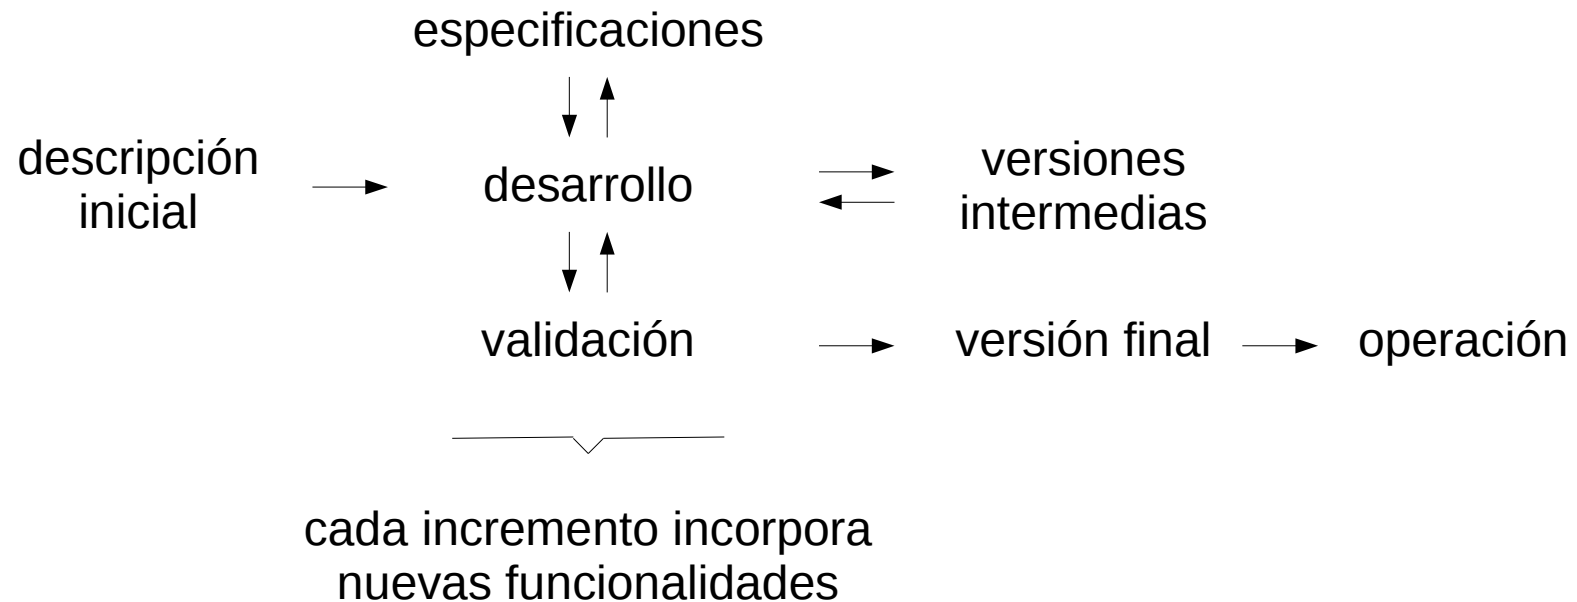 especificaciones
descripción
inicial
desarrollo
versiones
intermedias
validación
versión final
operación
cada incremento incorpora
nuevas funcionalidades